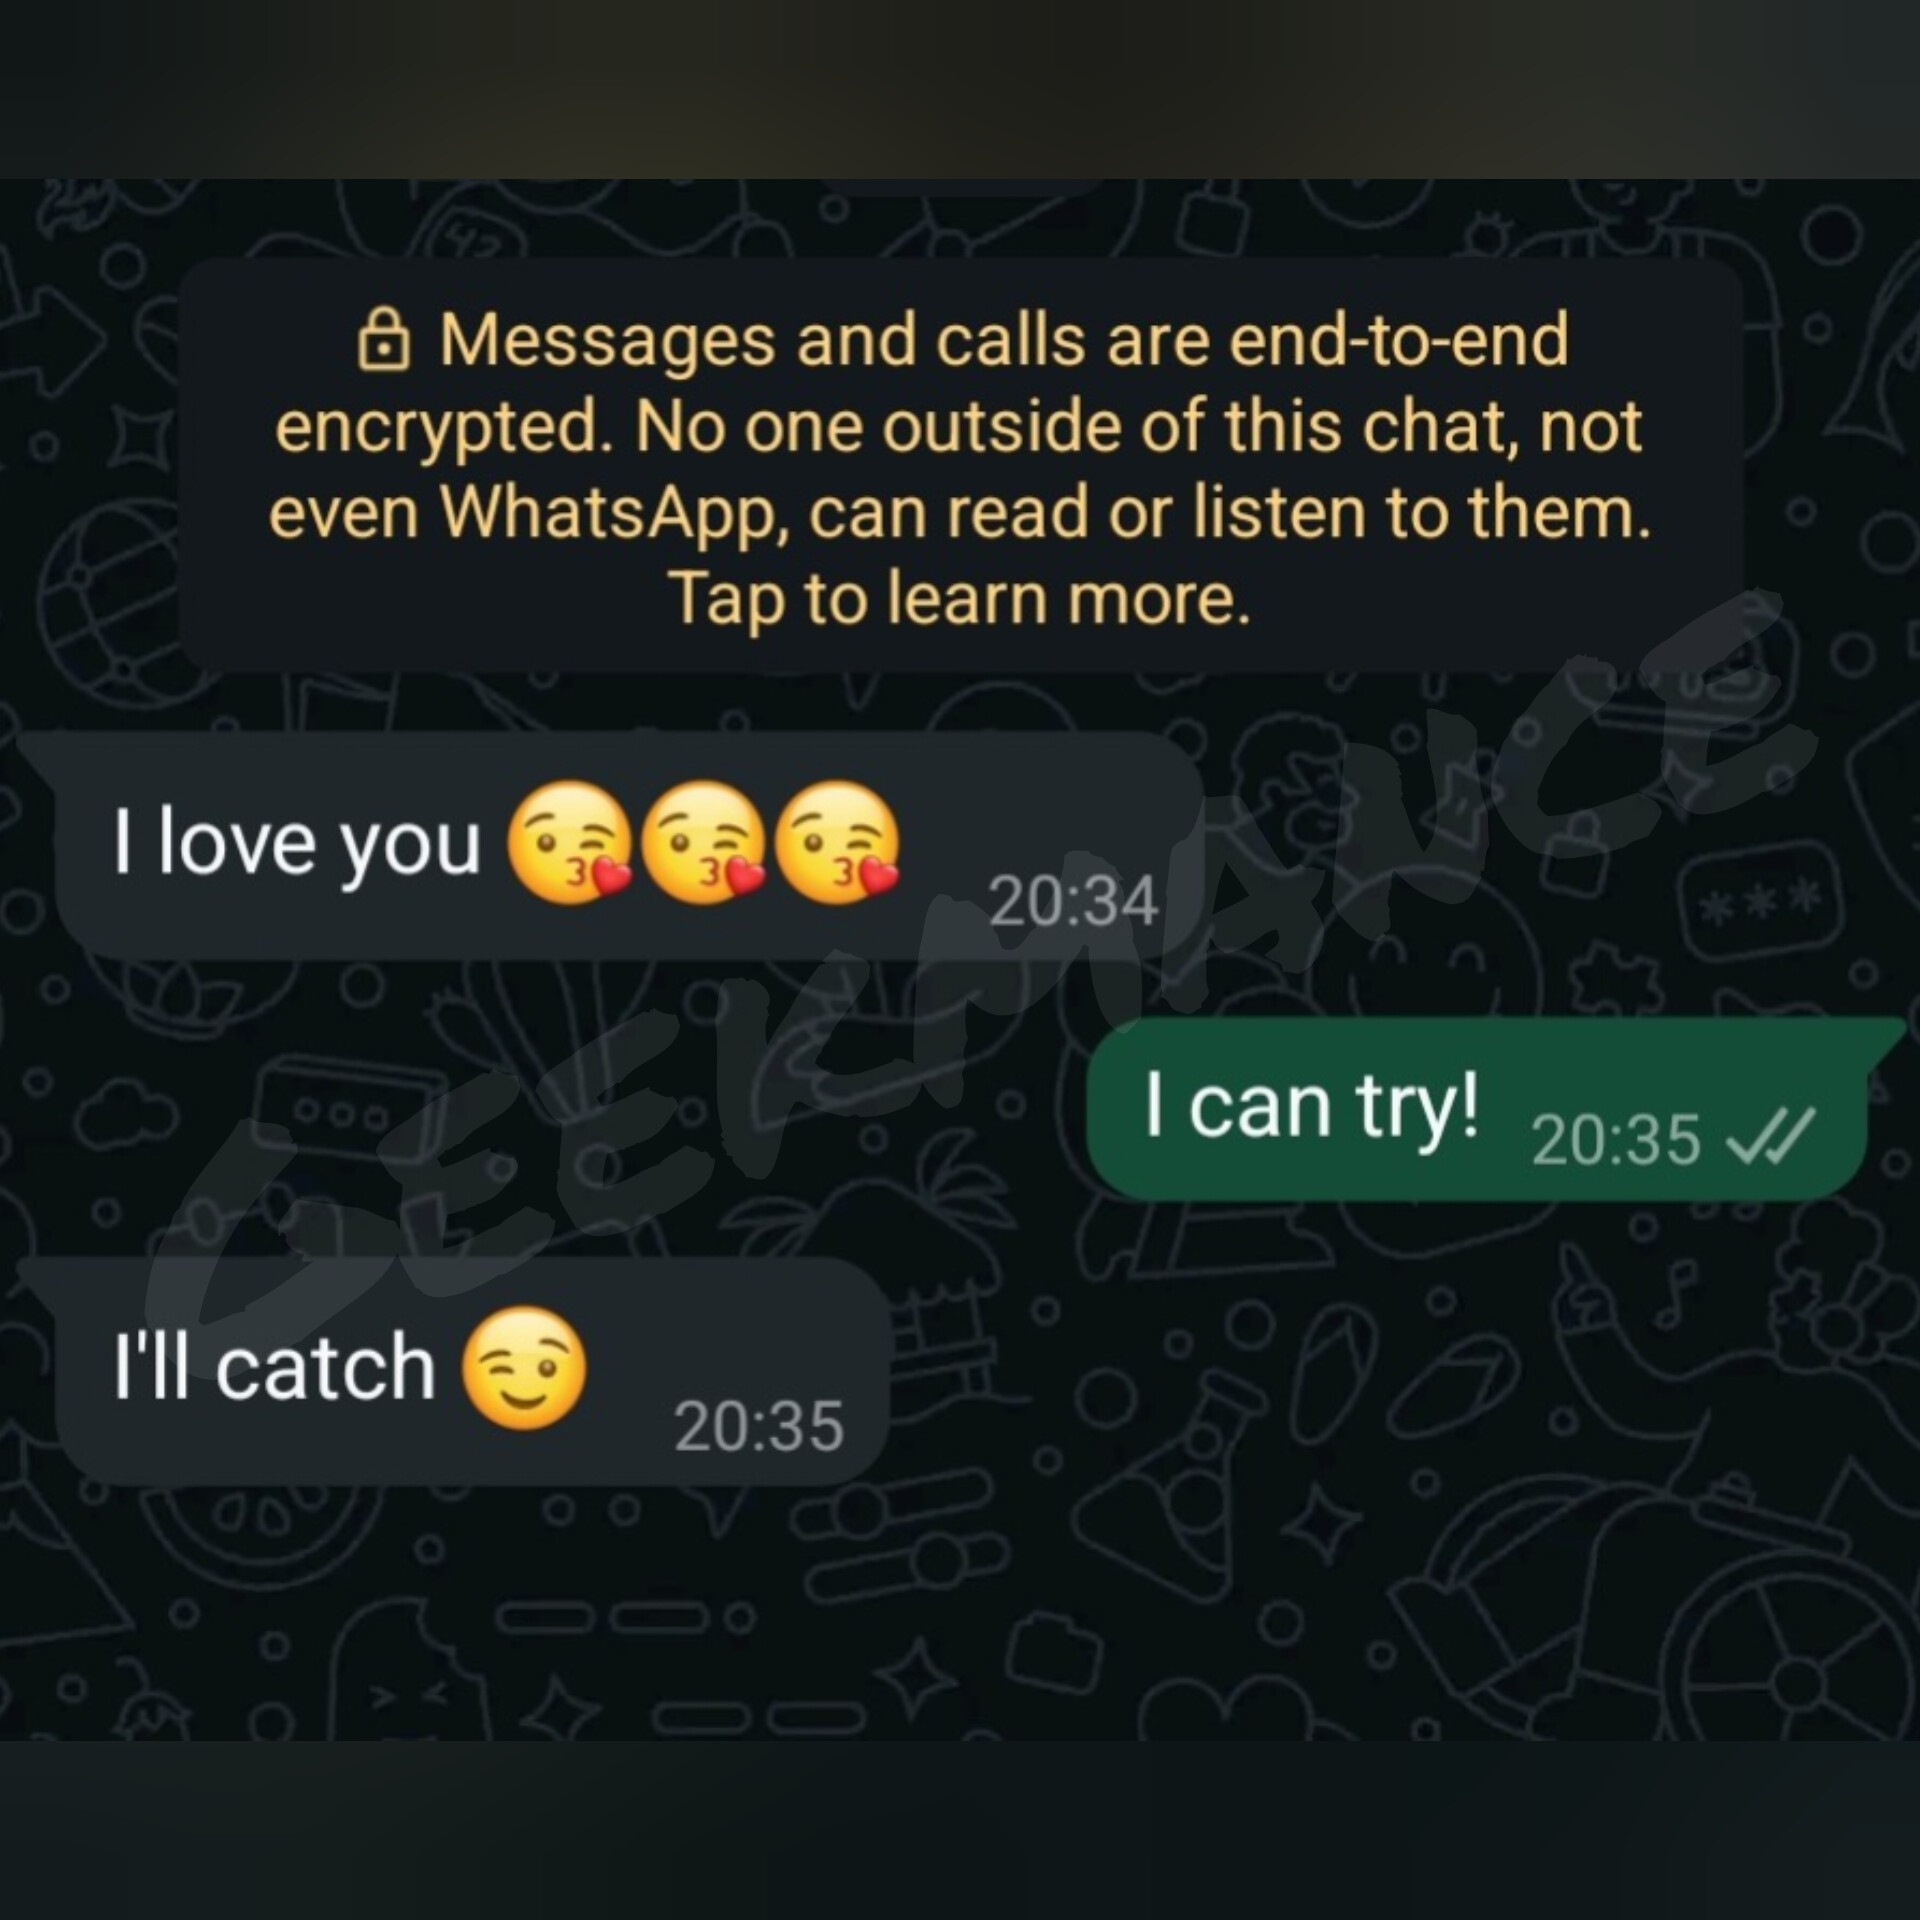 🔒 Messages and calls are end-to-end
encrypted. No one outside of this chat, not
even WhatsApp, can read or listen to them.
Tap to learn more.
I love you 😘😘😘 20:34
I can try! 20:35
I'll catch 😉 20:35
GEEKMANCE
***